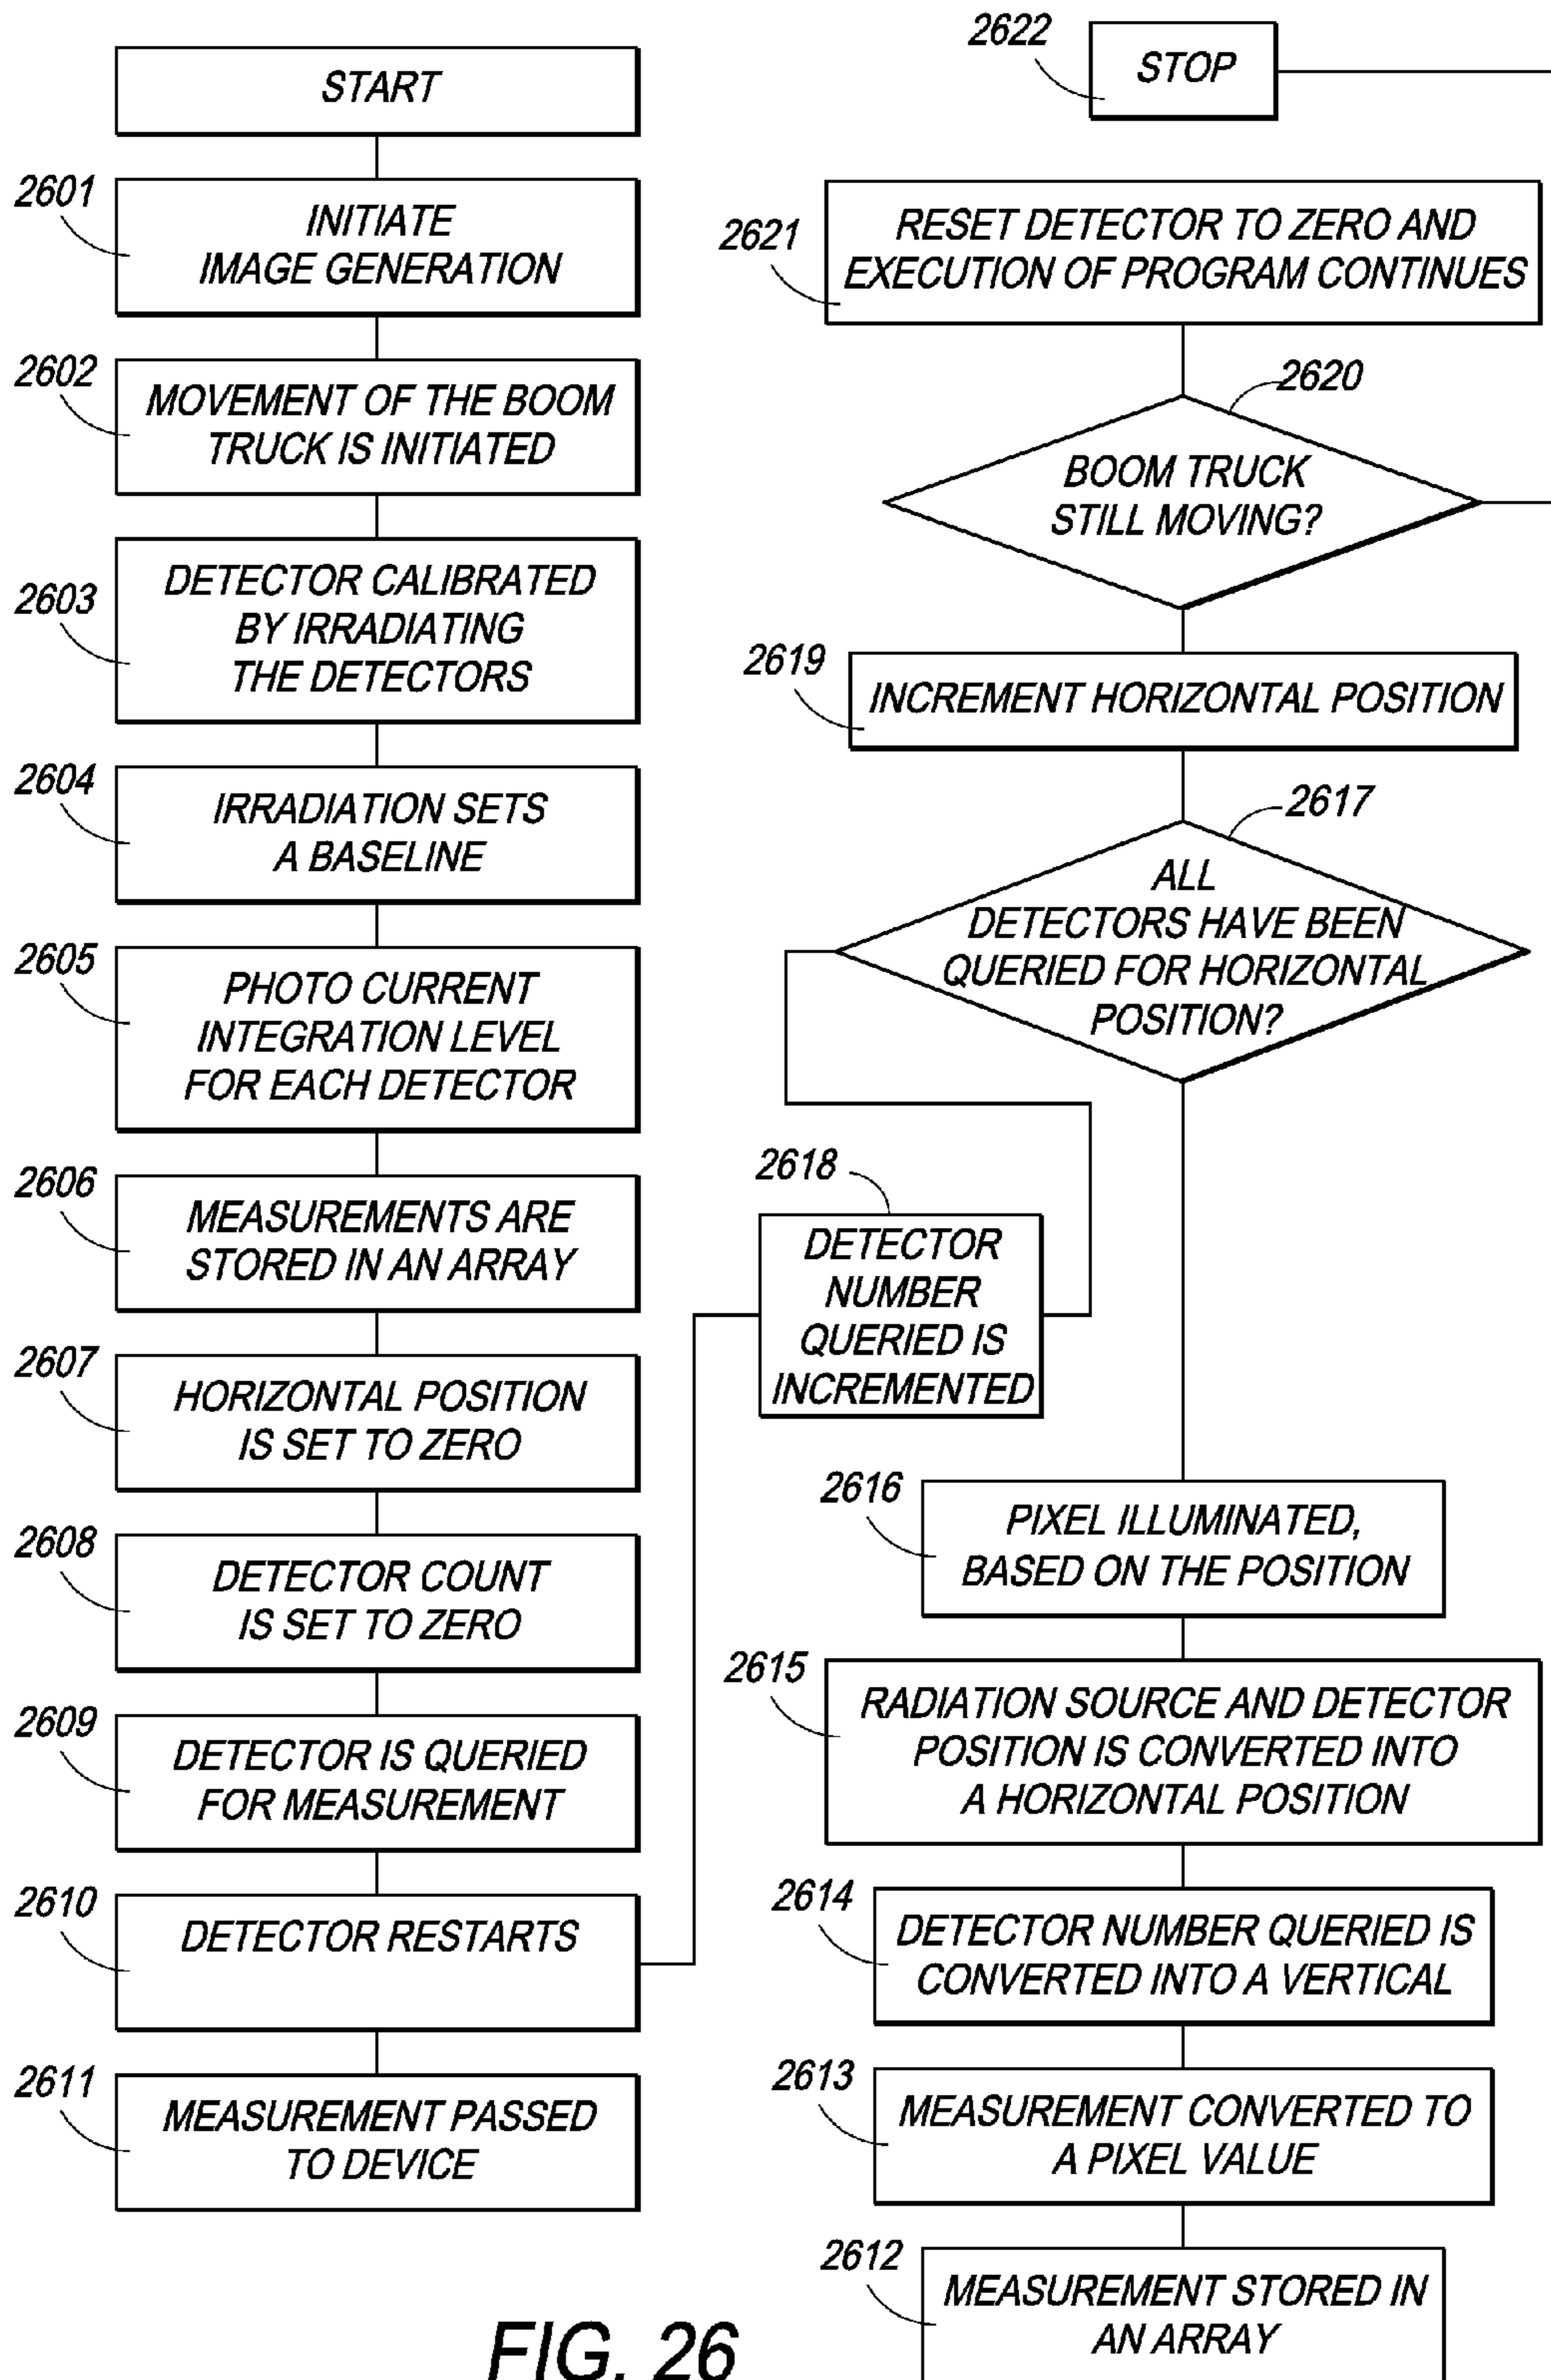 START
2601
INITIATE
IMAGE GENERATION
2602
MOVEMENT OF THE BOOM
TRUCK IS INITIATED
2603
DETECTOR CALIBRATED
BY IRRADIATING
THE DETECTORS
2604
IRRADIATION SETS
A BASELINE
2605
PHOTO CURRENT
INTEGRATION LEVEL
FOR EACH DETECTOR
2606
MEASUREMENTS ARE
STORED IN AN ARRAY
2607
HORIZONTAL POSITION
IS SET TO ZERO
2608
DETECTOR COUNT
IS SET TO ZERO
2609
DETECTOR IS QUERIED
FOR MEASUREMENT
2610
DETECTOR RESTARTS
2611
MEASUREMENT PASSED
TO DEVICE
2622
STOP
2621
RESET DETECTOR TO ZERO AND
EXECUTION OF PROGRAM CONTINUES
2620
BOOM TRUCK
STILL MOVING?
2619
INCREMENT HORIZONTAL POSITION
2617
ALL
DETECTORS HAVE BEEN
QUERIED FOR HORIZONTAL
POSITION?
2618
DETECTOR
NUMBER
QUERIED IS
INCREMENTED
2616
PIXEL ILLUMINATED,
BASED ON THE POSITION
2615
RADIATION SOURCE AND DETECTOR
POSITION IS CONVERTED INTO
A HORIZONTAL POSITION
2614
DETECTOR NUMBER QUERIED IS
CONVERTED INTO A VERTICAL
2613
MEASUREMENT CONVERTED TO
A PIXEL VALUE
2612
MEASUREMENT STORED IN
AN ARRAY
FIG. 26